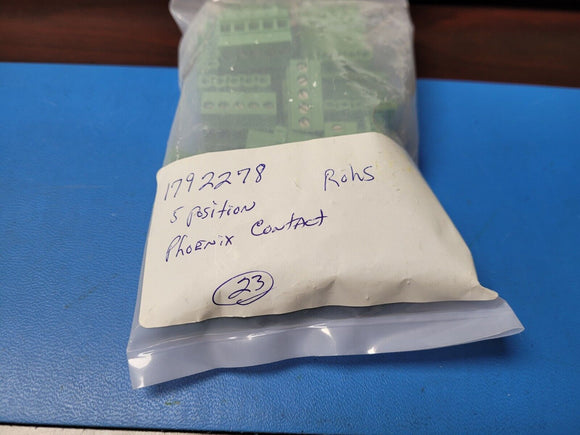 1792278 Rohs
5 Position
Phoenix Contact
23